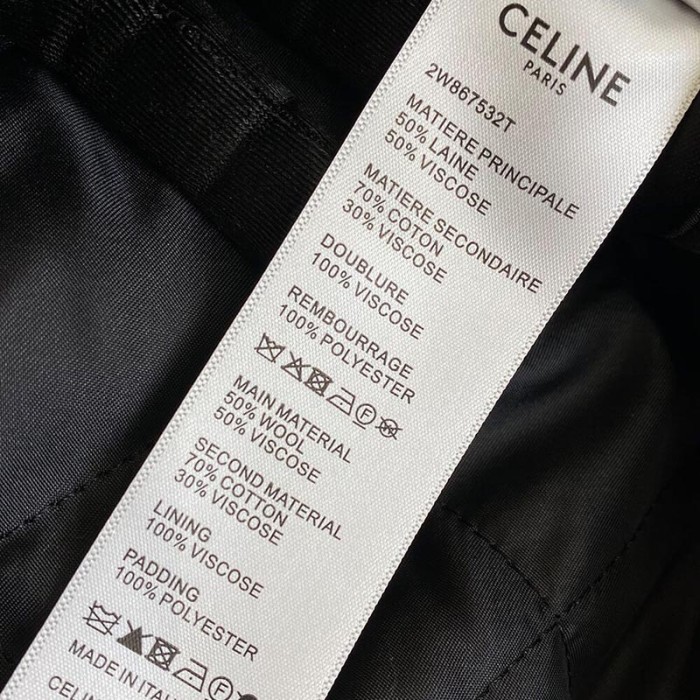 CELINE
PARIS
2W867532T
MATIERE PRINCIPALE
50% LAINE
50% VISCOSE
MATIERE SECONDAIRE
70% COTON
30% VISCOSE
DOUBLURE
100% VISCOSE
REMBOURRAGE
100% POLYESTER
MAIN MATERIAL
50% WOOL
50% VISCOSE
SECOND MATERIAL
70% COTTON
30% VISCOSE
LINING
100% VISCOSE
PADDING
100% POLYESTER
MADE IN
CELINE